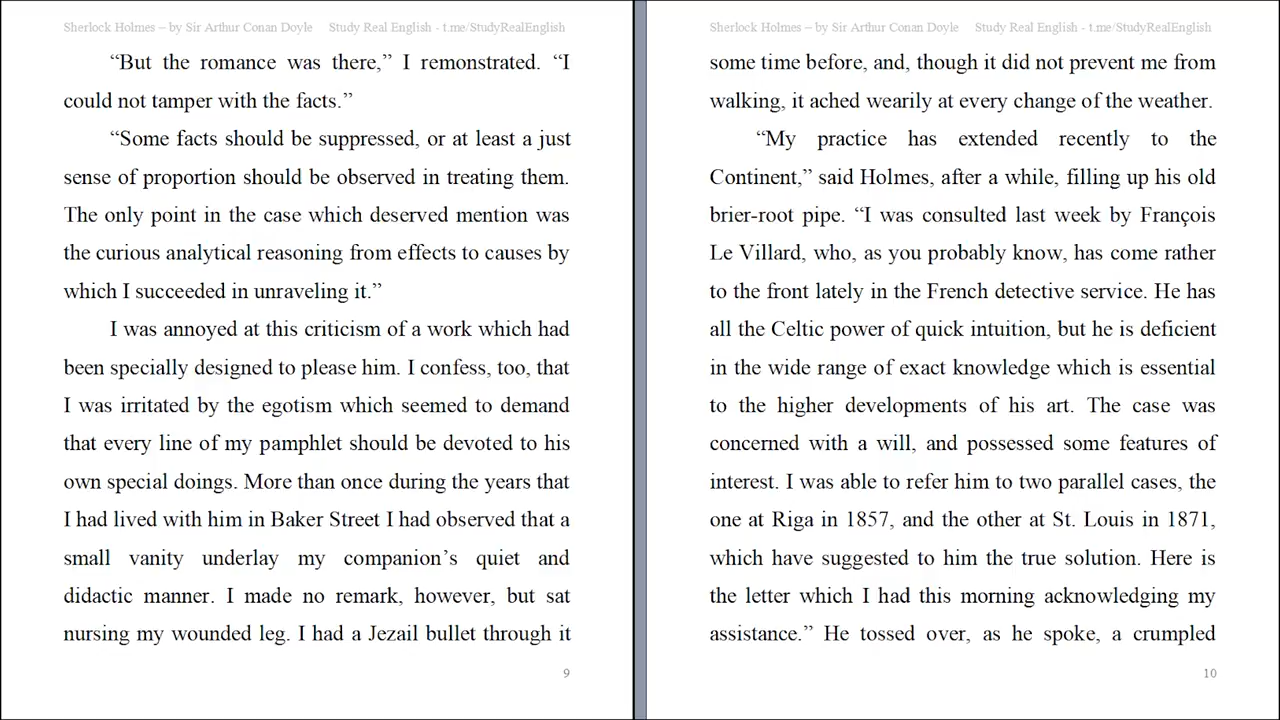 Sherlock Holmes – by Sir Arthur Conan Doyle Study Real English - t.me/StudyRealEnglish
“But the romance was there,” I remonstrated. “I
could not tamper with the facts.”
“Some facts should be suppressed, or at least a just
sense of proportion should be observed in treating them.
The only point in the case which deserved mention was
the curious analytical reasoning from effects to causes by
which I succeeded in unraveling it.”
I was annoyed at this criticism of a work which had
been specially designed to please him. I confess, too, that
I was irritated by the egotism which seemed to demand
that every line of my pamphlet should be devoted to his
own special doings. More than once during the years that
I had lived with him in Baker Street I had observed that a
small vanity underlay my companion’s quiet and
didactic manner. I made no remark, however, but sat
nursing my wounded leg. I had a Jezail bullet through it
9
Sherlock Holmes – by Sir Arthur Conan Doyle Study Real English - t.me/StudyRealEnglish
some time before, and, though it did not prevent me from
walking, it ached wearily at every change of the weather.
“My practice has extended recently to the
Continent,” said Holmes, after a while, filling up his old
brier-root pipe. “I was consulted last week by François
Le Villard, who, as you probably know, has come rather
to the front lately in the French detective service. He has
all the Celtic power of quick intuition, but he is deficient
in the wide range of exact knowledge which is essential
to the higher developments of his art. The case was
concerned with a will, and possessed some features of
interest. I was able to refer him to two parallel cases, the
one at Riga in 1857, and the other at St. Louis in 1871,
which have suggested to him the true solution. Here is
the letter which I had this morning acknowledging my
assistance.” He tossed over, as he spoke, a crumpled
10